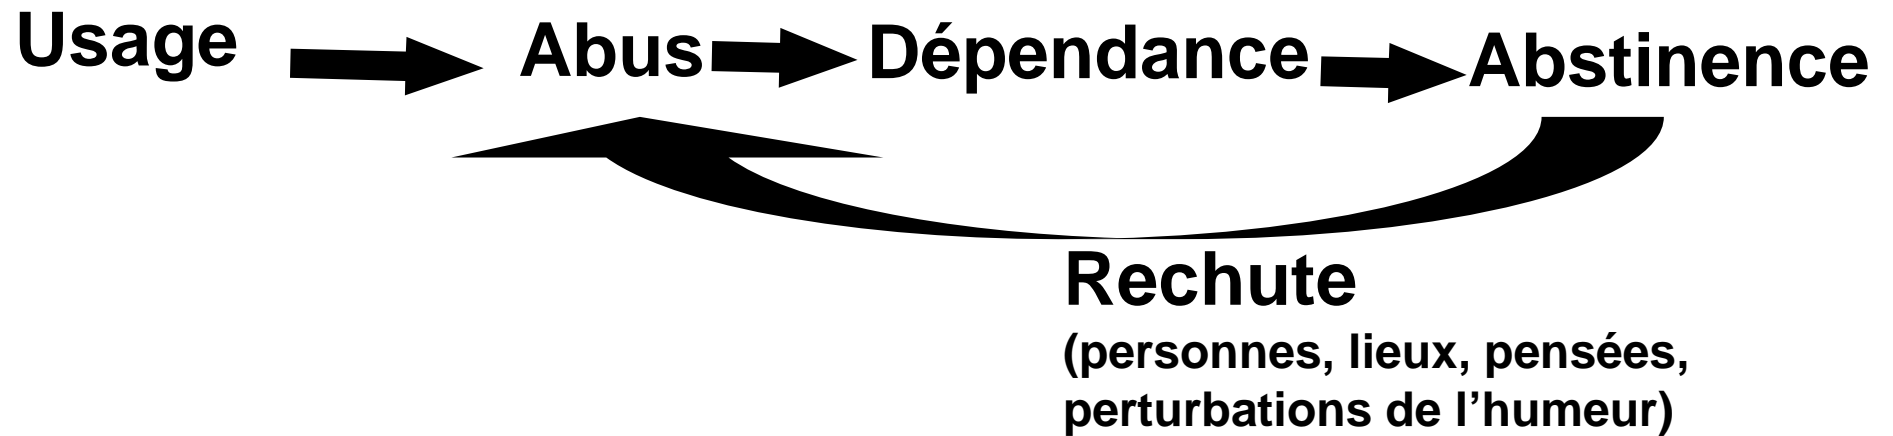 Usage Abus Dépendance Abstinence
Rechute
(personnes, lieux, pensées,
perturbations de l’humeur)